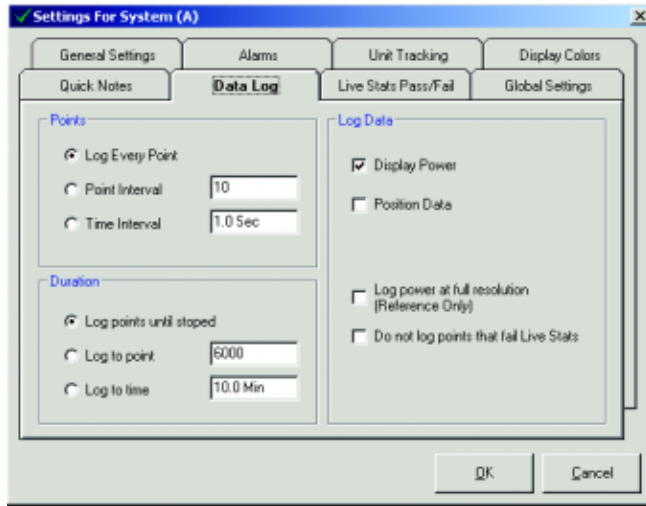 Settings For System (A)
General Settings
Alarms
Unit Tracking
Display Colors
Quick Notes
Data Log
Live Stats Pass/Fail
Global Settings
Points
Log Every Point
Point Interval
10
Time Interval
1.0 Sec
Duration
Log points until stoped
Log to point
6000
Log to time
10.0 Min
Log Data
Display Power
Position Data
Log power at full resolution
(Reference Only)
Do not log points that fail Live Stats
OK
Cancel